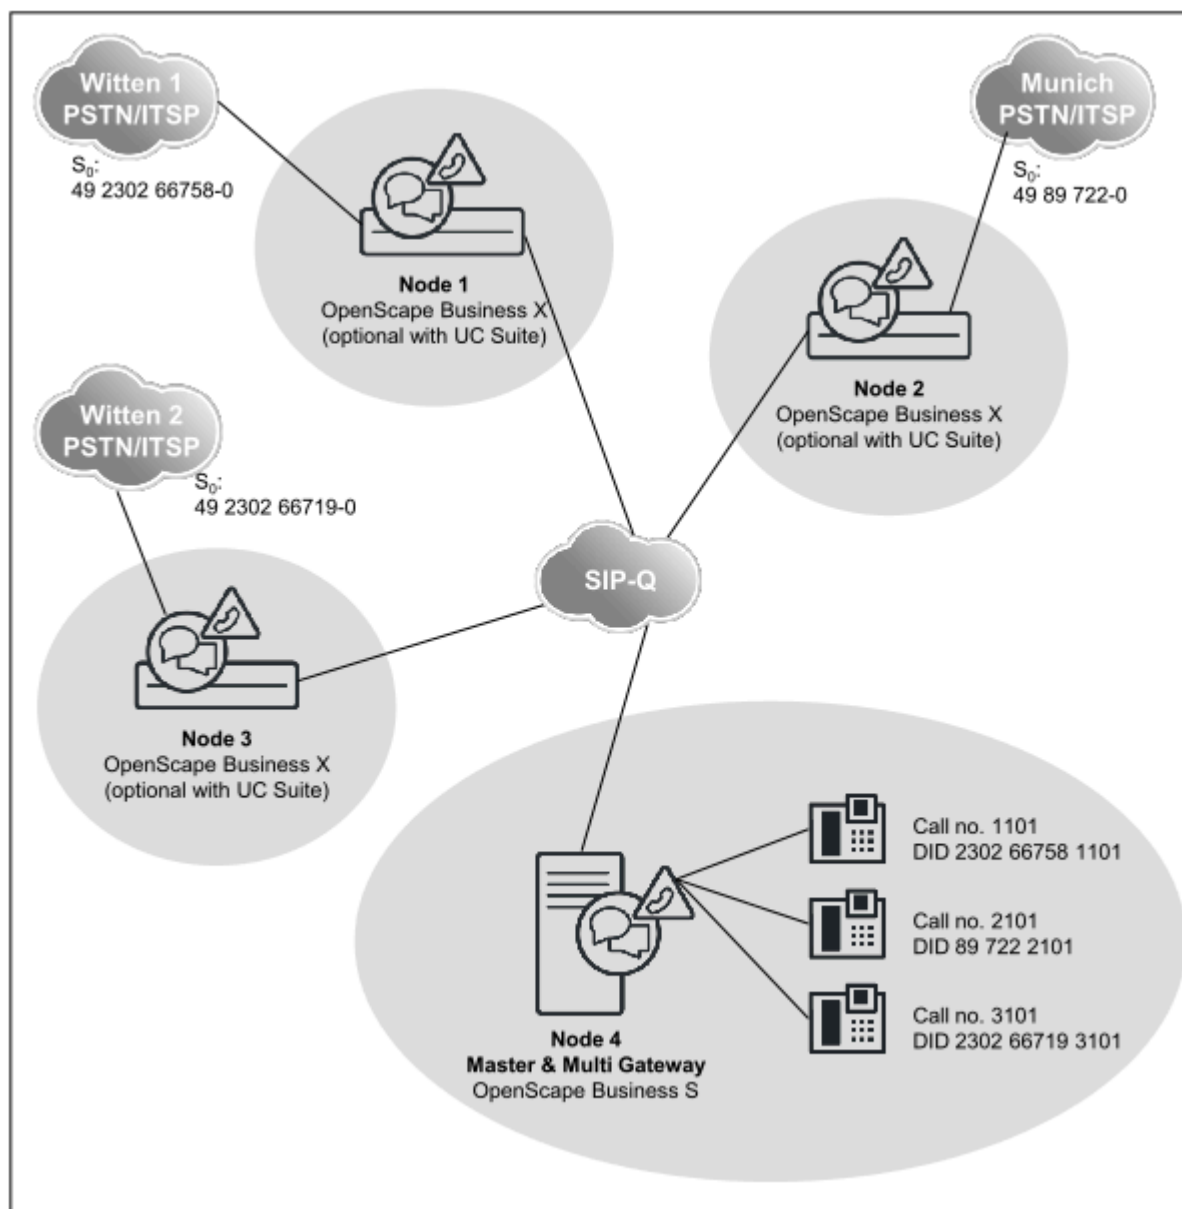 Witten 1
PSTN/ITSP
S0:
49 2302 66758-0
Munich
PSTN/ITSP
S0:
49 89 722-0
Node 1
OpenScape Business X
(optional with UC Suite)
Node 2
OpenScape Business X
(optional with UC Suite)
Witten 2
PSTN/ITSP
S0:
49 2302 66719-0
SIP-Q
Node 3
OpenScape Business X
(optional with UC Suite)
Call no. 1101
DID 2302 66758 1101
Call no. 2101
DID 89 722 2101
Call no. 3101
DID 2302 66719 3101
Node 4
Master & Multi Gateway
OpenScape Business S